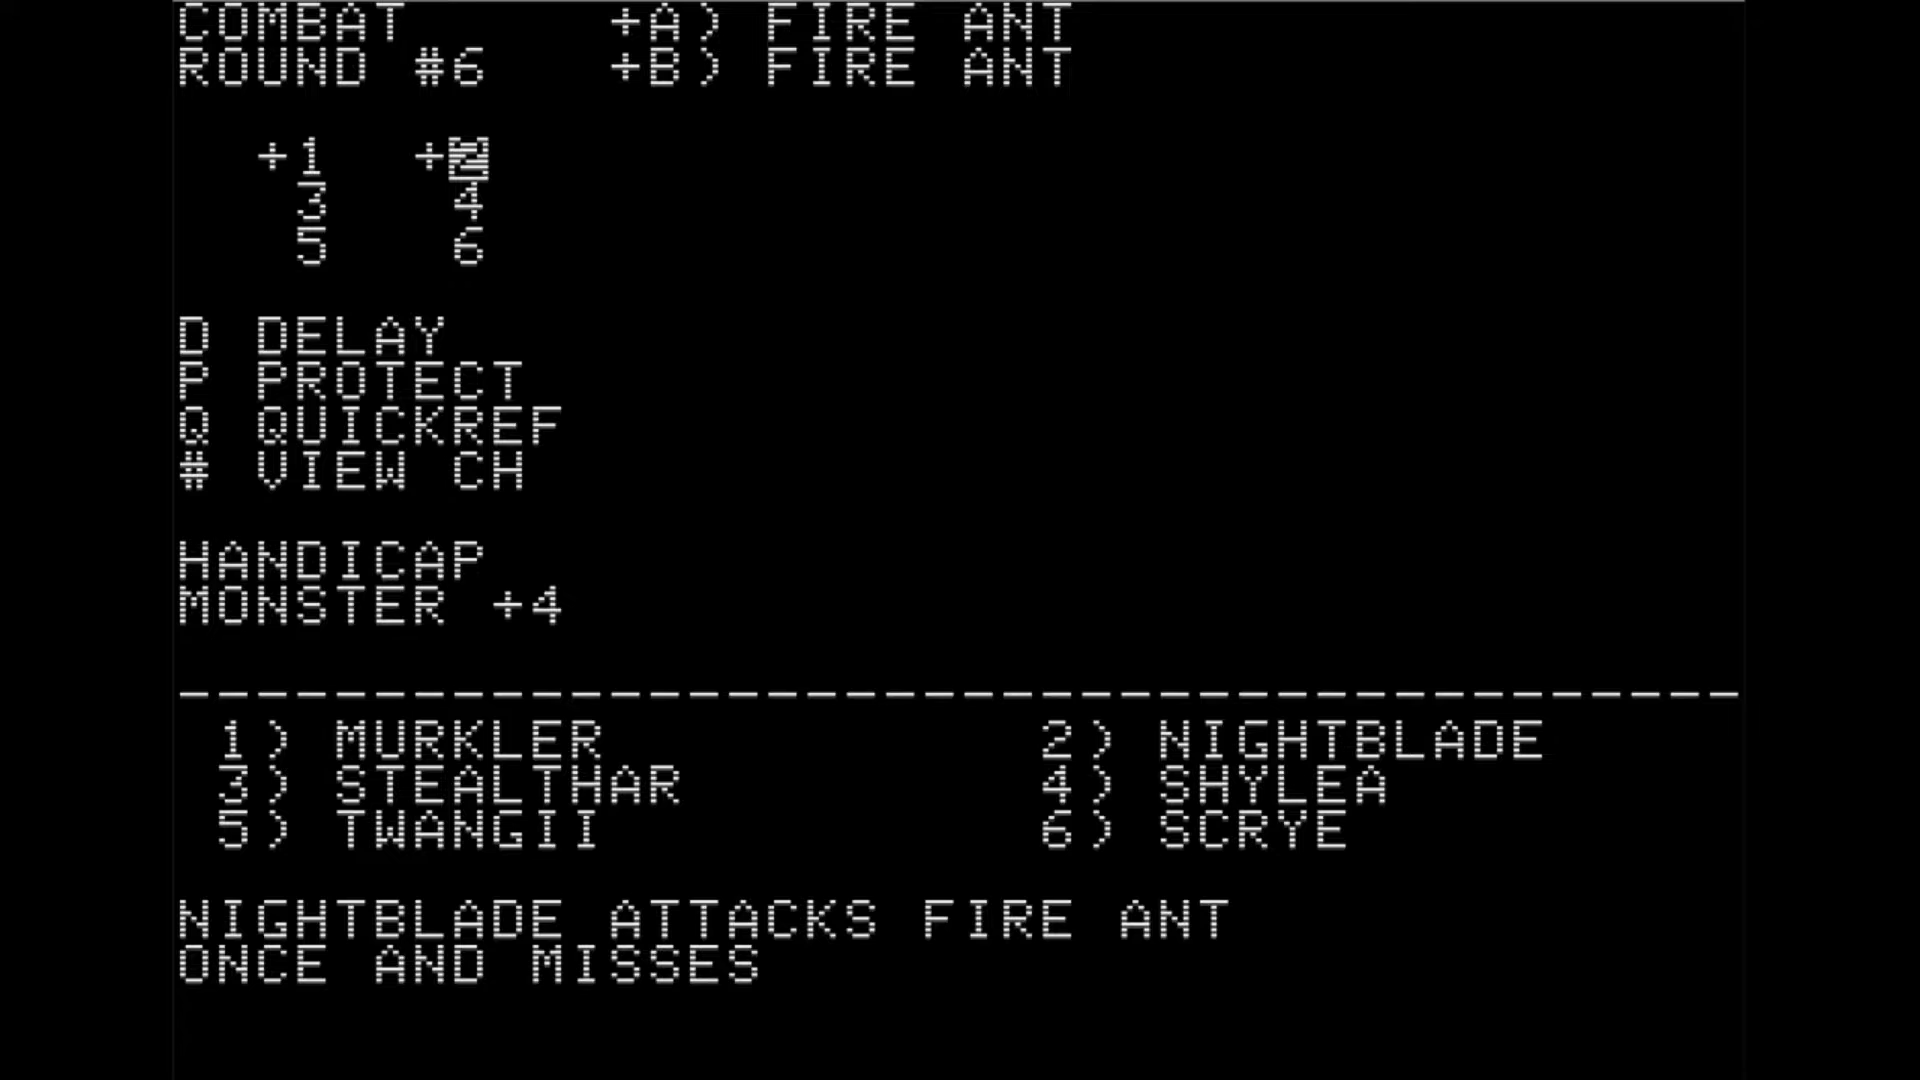 COMBAT +A) FIRE ANT
ROUND #6 +B) FIRE ANT
+1 +2
3 4
5 6
D DELAY
P PROTECT
Q QUICKREF
# VIEW CH
HANDICAP
MONSTER +4
----------------------------------------
1) MURKLER 2) NIGHTBLADE
3) STEALTHAR 4) SHYLEA
5) TWANGII 6) SCRYE
NIGHTBLADE ATTACKS FIRE ANT
ONCE AND MISSES